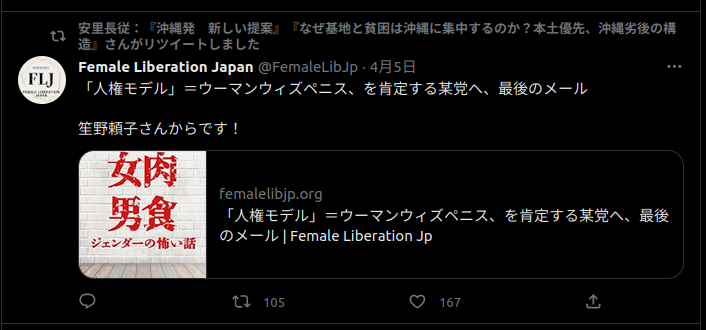 安里長従：『沖縄発　新しい提案』『なぜ基地と貧困は沖縄に集中するのか？本土優先、沖縄劣後の構
造』さんがリツイートしました
Female Liberation Japan @FemaleLibJp · 4月5日
「人権モデル」＝ウーマンウィズペニス、を肯定する某党へ、最後のメール
笙野頼子さんからです！
FLJ
FEMALE LIBERATION
JAPAN
女肉
男食
ジェンダーの怖い話
femalelibjp.org
「人権モデル」＝ウーマンウィズペニス、を肯定する某党へ、最後
のメール | Female Liberation Jp
105
167